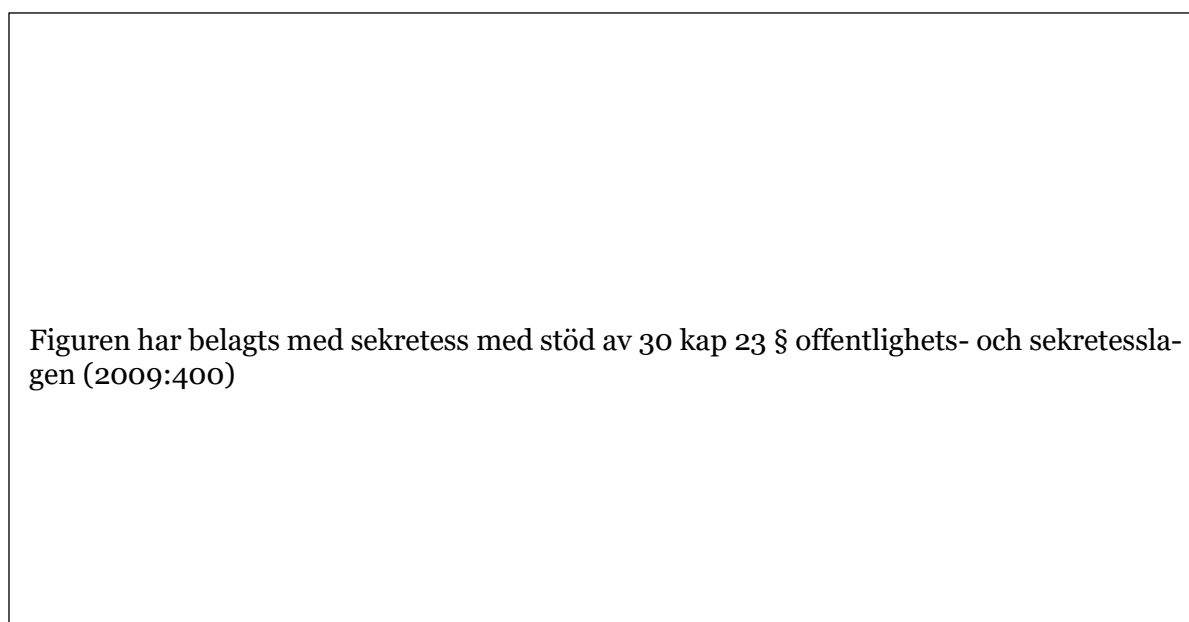 Figuren har belagts med sekretess med stöd av 30 kap 23 § offentlighets- och sekretessla-
gen (2009:400)